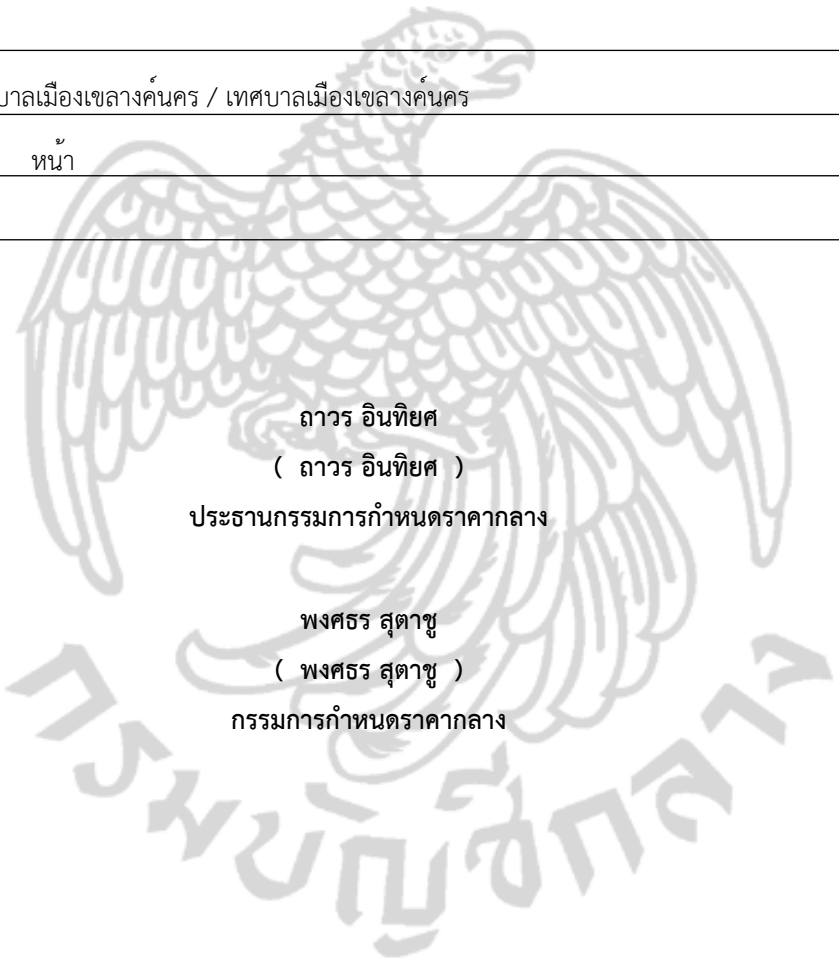 บาลเมืองเขลางค์นคร / เทศบาลเมืองเขลางค์นคร
หน้า
ถาวร อินทิยศ
( ถาวร อินทิยศ )
ประธานกรรมการกำหนดราคากลาง
พงศธร สุตาชู
( พงศธร สุตาชู )
กรรมการกำหนดราคากลาง
กรมบัญชีกลาง